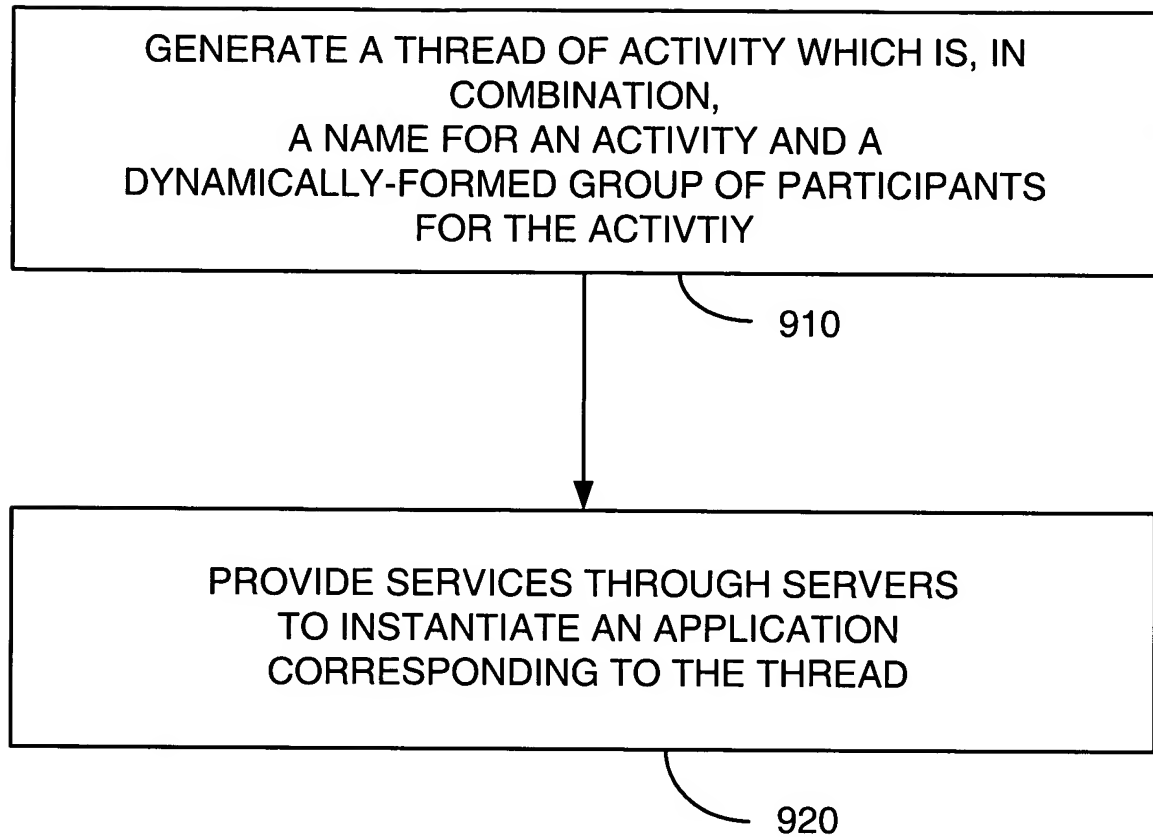 GENERATE A THREAD OF ACTIVITY WHICH IS, IN
COMBINATION,
A NAME FOR AN ACTIVITY AND A
DYNAMICALLY-FORMED GROUP OF PARTICIPANTS
FOR THE ACTIVTIY
910
PROVIDE SERVICES THROUGH SERVERS
TO INSTANTIATE AN APPLICATION
CORRESPONDING TO THE THREAD
920